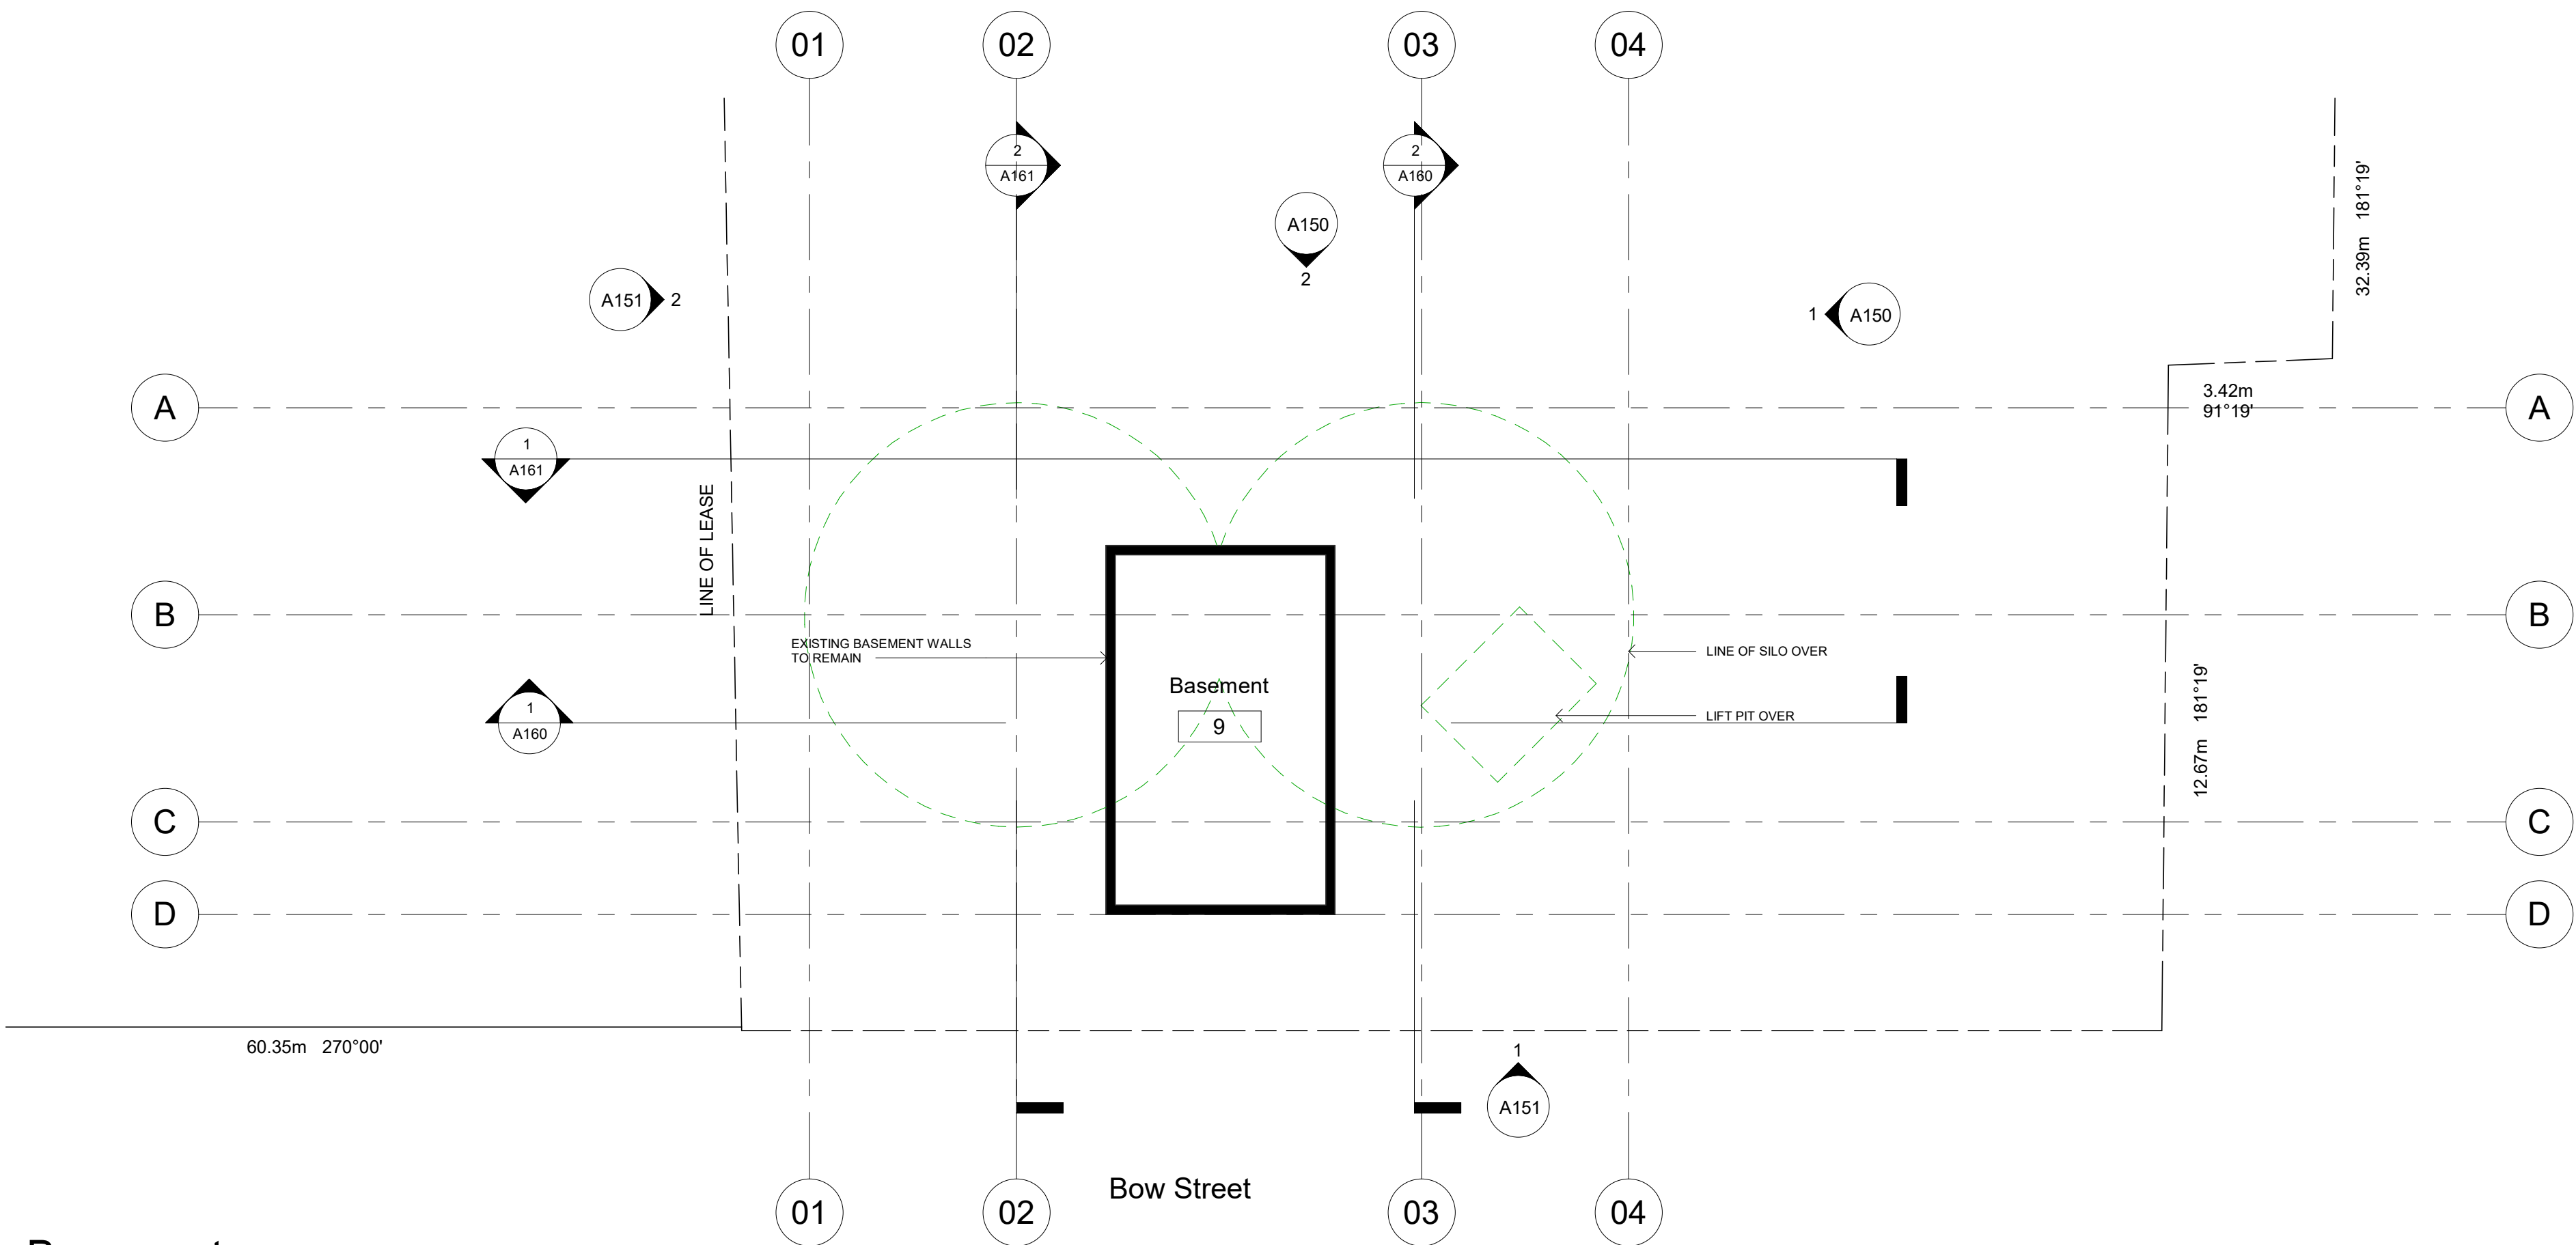 01
02
03
04
2
A161
2
A160
A150
2
A151
2
1
A150
32.39m 181°19'
3.42m
91°19'
A
A
1
A161
LINE OF LEASE
B
B
EXISTING BASEMENT WALLS
TO REMAIN
LINE OF SILO OVER
Basement
9
LIFT PIT OVER
1
A160
12.67m 181°19'
C
C
D
D
60.35m 270°00'
1
A151
Bow Street
01
02
03
04